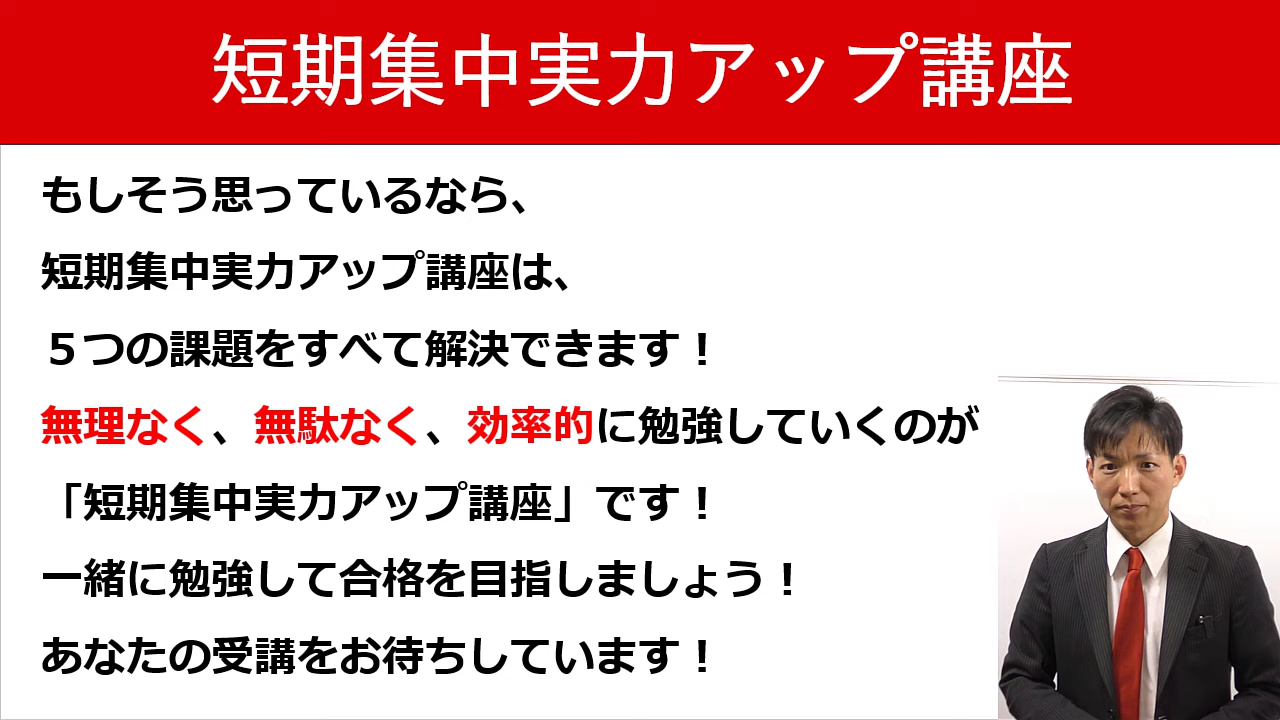 短期集中実力アップ講座
もしそう思っているなら、
短期集中実力アップ講座は、
５つの課題をすべて解決できます！
無理なく、無駄なく、効率的に勉強していくのが
「短期集中実力アップ講座」です！
一緒に勉強して合格を目指しましょう！
あなたの受講をお待ちしています！